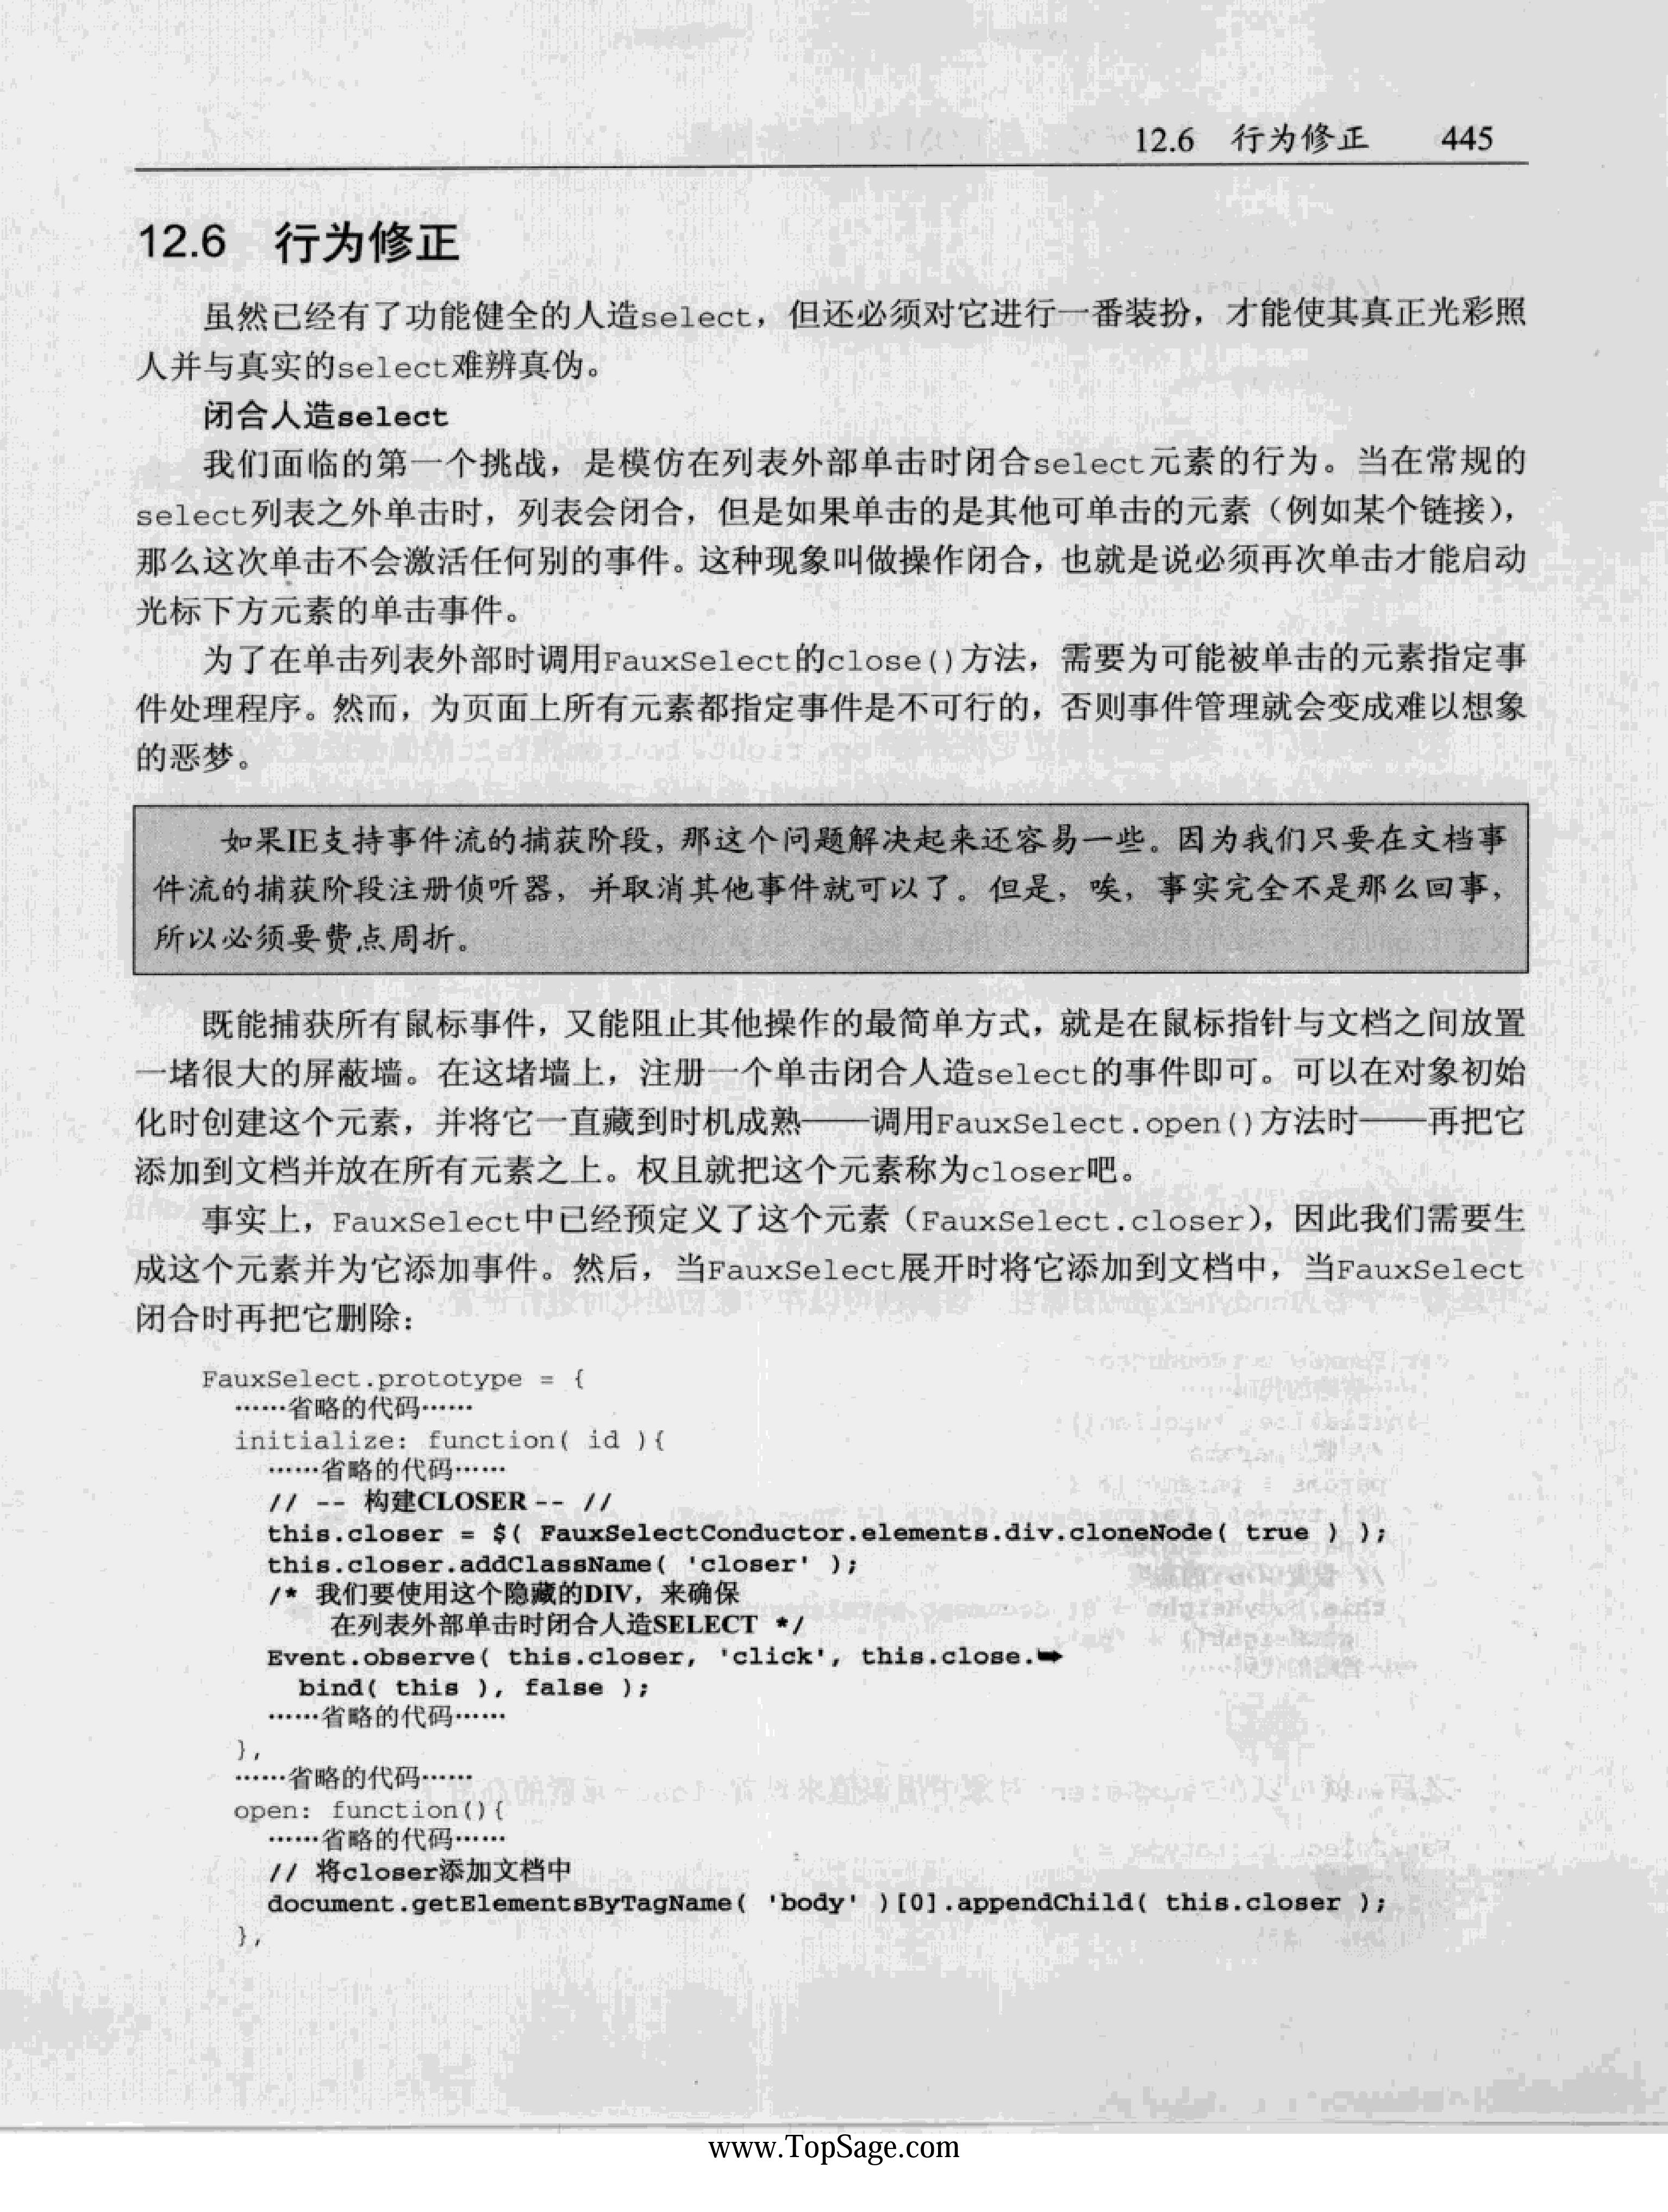 12.6 行为修正 445
12.6 行为修正
虽然已经有了功能健全的人造select，但还必须对它进行一番装扮，才能使其真正光彩照
人并与真实的select难辨真伪。
闭合人造select
我们面临的第一个挑战，是模仿在列表外部单击时闭合select元素的行为。当在常规的
select列表之外单击时，列表会闭合，但是如果单击的是其他可单击的元素（例如某个链接），
那么这次单击不会激活任何别的事件。这种现象叫做操作闭合，也就是说必须再次单击才能启动
光标下方元素的单击事件。
为了在单击列表外部时调用FauxSelect的close()方法，需要为可能被单击的元素指定事
件处理程序。然而，为页面上所有元素都指定事件是不可行的，否则事件管理就会变成难以想象
的恶梦。
如果IE支持事件流的捕获阶段，那这个问题解决起来还容易一些。因为我们只要在文档事
件流的捕获阶段注册侦听器，并取消其他事件就可以了。但是，唉，事实完全不是那么回事，
所以必须要费点周折。
既能捕获所有鼠标事件，又能阻止其他操作的最简单方式，就是在鼠标指针与文档之间放置
一堵很大的屏蔽墙。在这堵墙上，注册一个单击闭合人造select的事件即可。可以在对象初始
化时创建这个元素，并将它一直藏到时机成熟——调用FauxSelect.open()方法时——再把它
添加到文档并放在所有元素之上。权且就把这个元素称为closer吧。
事实上，FauxSelect中已经预定义了这个元素（FauxSelect.closer），因此我们需要生
成这个元素并为它添加事件。然后，当FauxSelect展开时将它添加到文档中，当FauxSelect
闭合时再把它删除：
FauxSelect.prototype = {
……省略的代码……
initialize: function( id ){
……省略的代码……
// -- 构建CLOSER -- //
this.closer = $( FauxSelectConductor.elements.div.cloneNode( true ) );
this.closer.addClassName( 'closer' );
/* 我们要使用这个隐藏的DIV，来确保
在列表外部单击时闭合人造SELECT */
Event.observe( this.closer, 'click', this.close.➥
bind( this ), false );
……省略的代码……
},
……省略的代码……
open: function(){
……省略的代码……
// 将closer添加文档中
document.getElementsByTagName( 'body' )[0].appendChild( this.closer );
},
www.TopSage.com